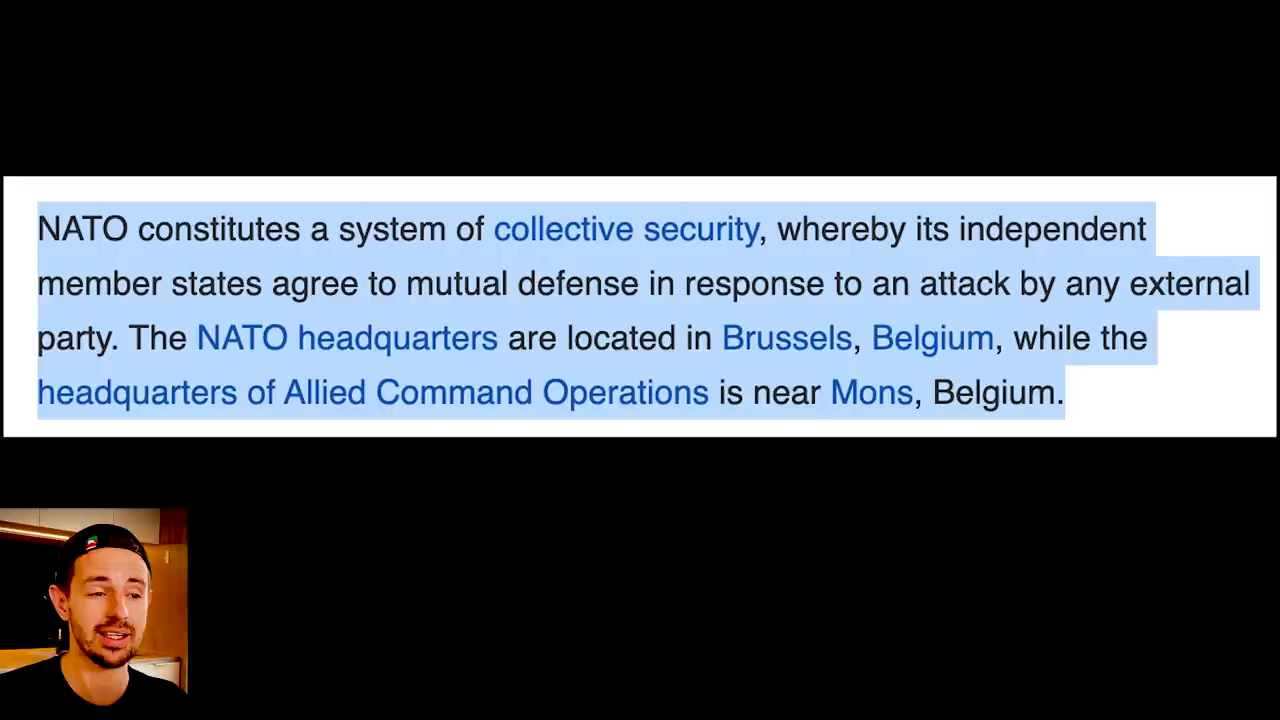 NATO constitutes a system of collective security, whereby its independent
member states agree to mutual defense in response to an attack by any external
party. The NATO headquarters are located in Brussels, Belgium, while the
headquarters of Allied Command Operations is near Mons, Belgium.